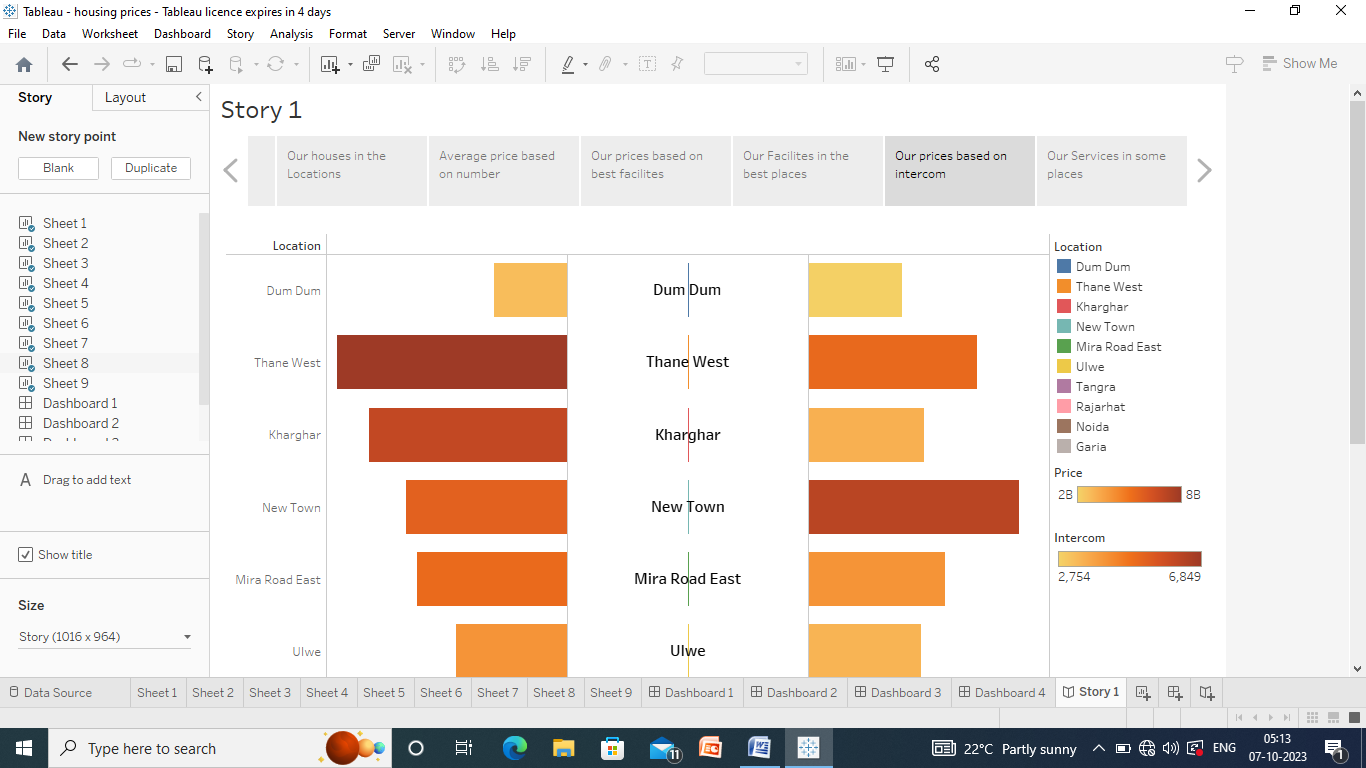 Tableau - housing prices - Tableau licence expires in 4 days
File Data Worksheet Dashboard Story Analysis Format Server Window Help
Show Me
Story Layout
New story point
Blank Duplicate
Sheet 1
Sheet 2
Sheet 3
Sheet 4
Sheet 5
Sheet 6
Sheet 7
Sheet 8
Sheet 9
Dashboard 1
Dashboard 2
A Drag to add text
Show title
Size
Story (1016 x 964)
Story 1
Our houses in the
Locations
Average price based
on number
Our prices based on
best facilites
Our Facilites in the
best places
Our prices based on
intercom
Our Services in some
places
Location
Dum Dum Dum Dum
Thane West Thane West
Kharghar Kharghar
New Town New Town
Mira Road East Mira Road East
Ulwe Ulwe
Location
Dum Dum
Thane West
Kharghar
New Town
Mira Road East
Ulwe
Tangra
Rajarhat
Noida
Garia
Price
2B 8B
Intercom
2,754 6,849
Data Source Sheet 1 Sheet 2 Sheet 3 Sheet 4 Sheet 5 Sheet 6 Sheet 7 Sheet 8 Sheet 9 Dashboard 1 Dashboard 2 Dashboard 3 Dashboard 4 Story 1
Type here to search
11
22°C Partly sunny
ENG
05:13
07-10-2023
1